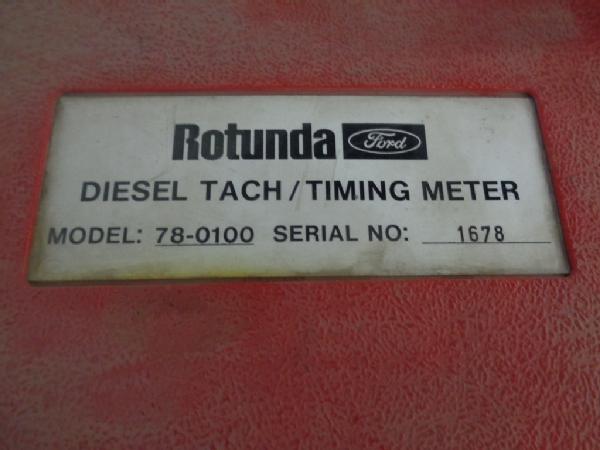 Rotunda Ford
DIESEL TACH/TIMING METER
MODEL: 78-0100 SERIAL NO: 1678